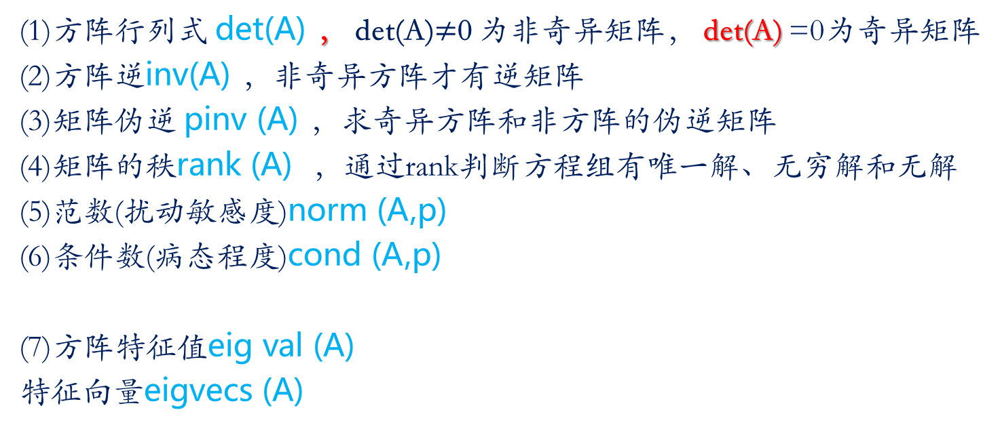 (1)方阵行列式 det(A) ， det(A)≠0 为非奇异矩阵， det(A) =0为奇异矩阵
(2)方阵逆inv(A) ，非奇异方阵才有逆矩阵
(3)矩阵伪逆 pinv (A) ，求奇异方阵和非方阵的伪逆矩阵
(4)矩阵的秩rank (A) ，通过rank判断方程组有唯一解、无穷解和无解
(5)范数(扰动敏感度)norm (A,p)
(6)条件数(病态程度)cond (A,p)
(7)方阵特征值eig val (A)
特征向量eigvecs (A)